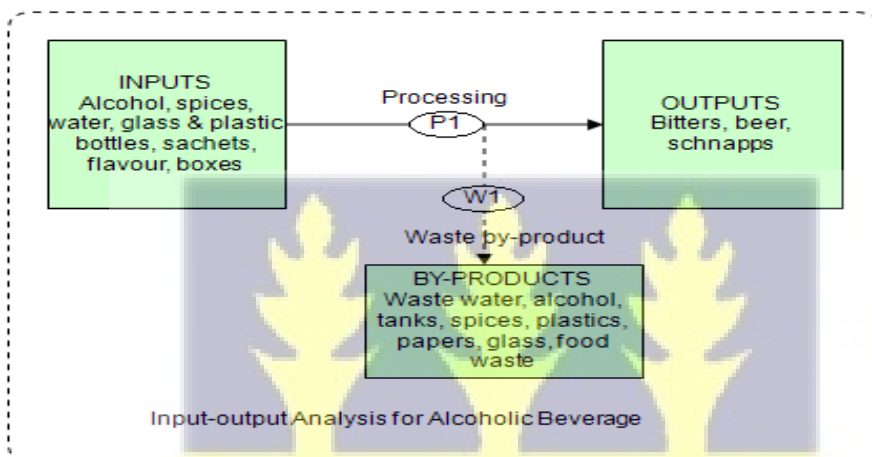 INPUTS
Alcohol, spices,
water, glass & plastic
bottles, sachets,
flavour, boxes
Processing
P1
OUTPUTS
Bitters, beer,
schnapps
W1
Waste by-product
BY-PRODUCTS
Waste water, alcohol,
tanks, spices, plastics,
papers, glass, food
waste
Input-output Analysis for Alcoholic Beverage